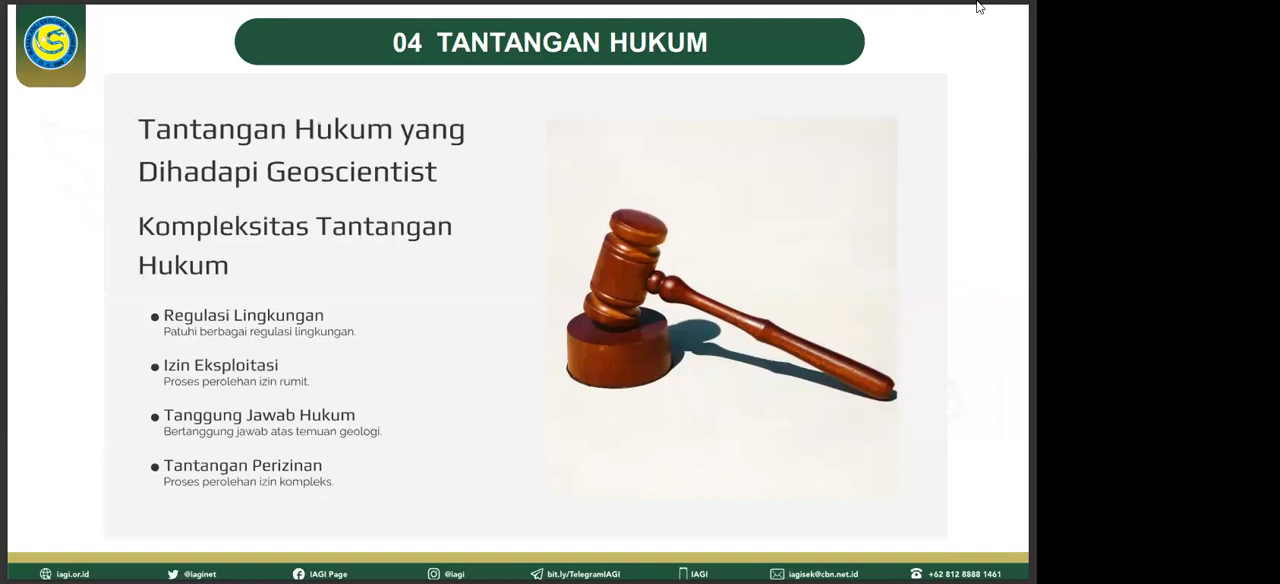 04 TANTANGAN HUKUM
Tantangan Hukum yang
Dihadapi Geoscientist
Kompleksitas Tantangan
Hukum
Regulasi Lingkungan
Patuhi berbagai regulasi lingkungan.
Izin Eksploitasi
Proses perolehan izin rumit.
Tanggung Jawab Hukum
Bertanggung jawab atas temuan geologi.
Tantangan Perizinan
Proses perolehan izin kompleks.
iagi.or.id
@iaginet
IAGI Page
@iagi
bit.ly/TelegramIAGI
IAGI
iagisek@cbn.net.id
+62 812 8888 1461